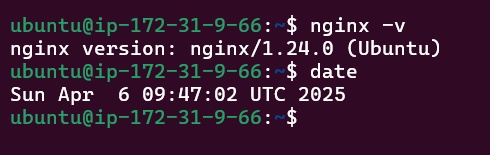 ubuntu@ip-172-31-9-66:~$ nginx -v
nginx version: nginx/1.24.0 (Ubuntu)
ubuntu@ip-172-31-9-66:~$ date
Sun Apr  6 09:47:02 UTC 2025
ubuntu@ip-172-31-9-66:~$